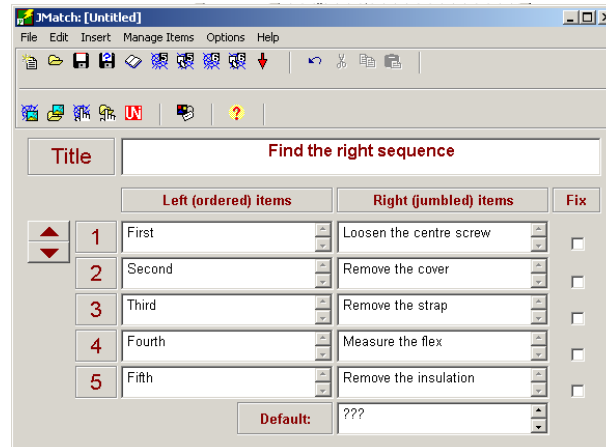 JMatch: [Untitled]
File Edit Insert Manage Items Options Help
Title Find the right sequence
Left (ordered) items Right (jumbled) items Fix
1 First Loosen the centre screw
2 Second Remove the cover
3 Third Remove the strap
4 Fourth Measure the flex
5 Fifth Remove the insulation
Default: ???